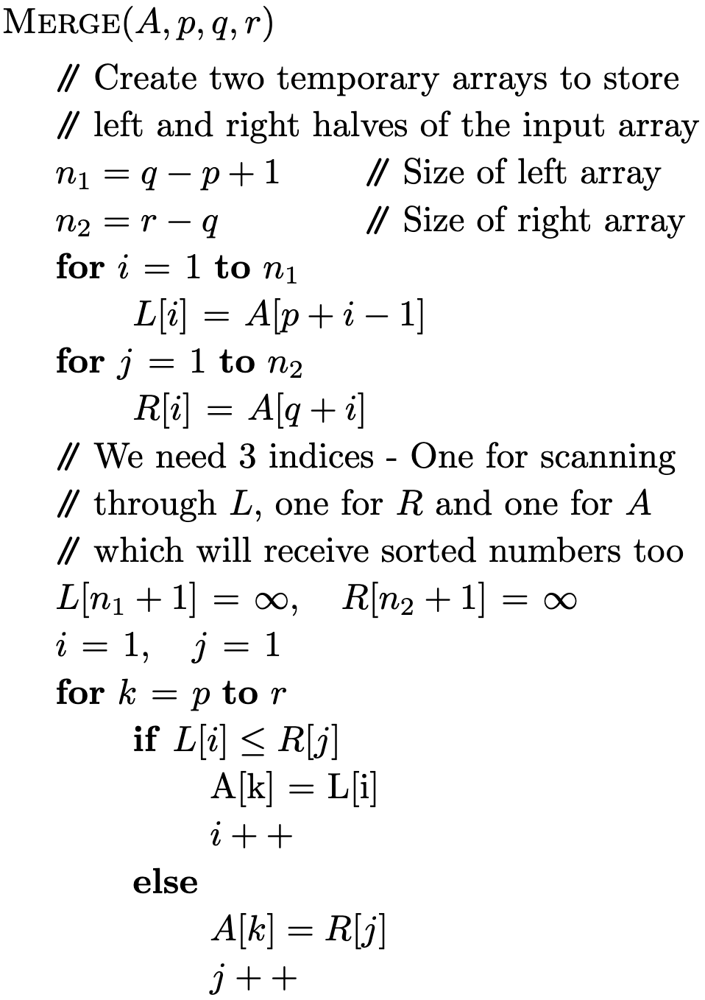 MERGE(A, p, q, r)
// Create two temporary arrays to store
// left and right halves of the input array
n₁ = q − p + 1 // Size of left array
n₂ = r − q // Size of right array
for i = 1 to n₁
L[i] = A[p + i − 1]
for j = 1 to n₂
R[i] = A[q + i]
// We need 3 indices - One for scanning
// through L, one for R and one for A
// which will receive sorted numbers too
L[n₁ + 1] = ∞, R[n₂ + 1] = ∞
i = 1, j = 1
for k = p to r
if L[i] ≤ R[j]
A[k] = L[i]
i + +
else
A[k] = R[j]
j + +